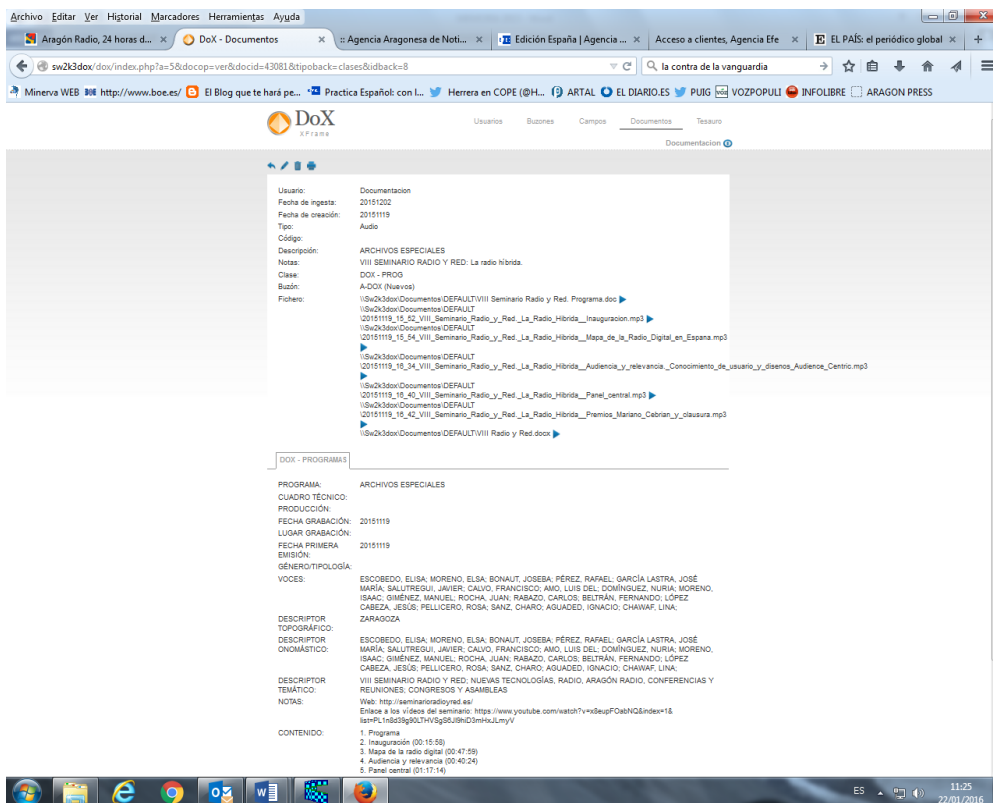 Archivo Editar Ver Historial Marcadores Herramientas Ayuda
Aragón Radio, 24 horas d... × DoX - Documentos × :: Agencia Aragonesa de Noti... × Edición España | Agencia ... × Acceso a clientes, Agencia Efe × EL PAÍS: el periódico global × +
sw2k3dox/dox/index.php?a=5&docop=ver&docid=43081&tipoback=clases&idback=8 la contra de la vanguardia
Minerva WEB http://www.boe.es/ El Blog que te hará pe... Practica Español: con l... Herrera en COPE (@H... ARTAL EL DIARIO.ES PUIG VOZPOPULI INFOLIBRE ARAGON PRESS
DoX
XFrame
Usuarios Buzones Campos Documentos Tesauro
Documentacion
Usuario: Documentacion
Fecha de ingesta: 20151202
Fecha de creación: 20151119
Tipo: Audio
Código:
Descripción: ARCHIVOS ESPECIALES
Notas: VIII SEMINARIO RADIO Y RED: La radio híbrida.
Clase: DOX - PROG
Buzón: A-DOX (Nuevos)
Fichero: \\Sw2k3dox\Documentos\DEFAULT\VIII Seminario Radio y Red. Programa.doc
\\Sw2k3dox\Documentos\DEFAULT
\20151119_15_52_VIII_Seminario_Radio_y_Red._La_Radio_Hibrida__Inauguracion.mp3
\\Sw2k3dox\Documentos\DEFAULT
\20151119_15_54_VIII_Seminario_Radio_y_Red._La_Radio_Hibrida__Mapa_de_la_Radio_Digital_en_Espana.mp3
\\Sw2k3dox\Documentos\DEFAULT
\20151119_16_34_VIII_Seminario_Radio_y_Red._La_Radio_Hibrida__Audiencia_y_relevancia._Conocimiento_de_usuario_y_disenos_Audience_Centric.mp3
\\Sw2k3dox\Documentos\DEFAULT
\20151119_16_40_VIII_Seminario_Radio_y_Red._La_Radio_Hibrida__Panel_central.mp3
\\Sw2k3dox\Documentos\DEFAULT
\20151119_16_42_VIII_Seminario_Radio_y_Red._La_Radio_Hibrida__Premios_Mariano_Cebrian_y_clausura.mp3
\\Sw2k3dox\Documentos\DEFAULT\VIII Radio y Red.docx
DOX - PROGRAMAS
PROGRAMA: ARCHIVOS ESPECIALES
CUADRO TÉCNICO:
PRODUCCIÓN:
FECHA GRABACIÓN: 20151119
LUGAR GRABACIÓN:
FECHA PRIMERA 20151119
EMISIÓN:
GÉNERO/TIPOLOGÍA:
VOCES: ESCOBEDO, ELISA; MORENO, ELSA; BONAUT, JOSEBA; PÉREZ, RAFAEL; GARCÍA LASTRA, JOSÉ
MARÍA; SALUTREGUI, JAVIER; CALVO, FRANCISCO; AMO, LUIS DEL; DOMÍNGUEZ, NURIA; MORENO,
ISAAC; GIMÉNEZ, MANUEL; ROCHA, JUAN; RABAZO, CARLOS; BELTRÁN, FERNANDO; LÓPEZ
CABEZA, JESÚS; PELLICERO, ROSA; SANZ, CHARO; AGUADED, IGNACIO; CHAWAF, LINA;
DESCRIPTOR ZARAGOZA
TOPOGRÁFICO:
DESCRIPTOR ESCOBEDO, ELISA; MORENO, ELSA; BONAUT, JOSEBA; PÉREZ, RAFAEL; GARCÍA LASTRA, JOSÉ
ONOMÁSTICO: MARÍA; SALUTREGUI, JAVIER; CALVO, FRANCISCO; AMO, LUIS DEL; DOMÍNGUEZ, NURIA; MORENO,
ISAAC; GIMÉNEZ, MANUEL; ROCHA, JUAN; RABAZO, CARLOS; BELTRÁN, FERNANDO; LÓPEZ
CABEZA, JESÚS; PELLICERO, ROSA; SANZ, CHARO; AGUADED, IGNACIO; CHAWAF, LINA;
DESCRIPTOR VIII SEMINARIO RADIO Y RED; NUEVAS TECNOLOGÍAS, RADIO, ARAGÓN RADIO, CONFERENCIAS Y
TEMÁTICO: REUNIONES; CONGRESOS Y ASAMBLEAS
NOTAS: Web: http://seminarioradioyred.es/
Enlace a los vídeos del seminario: https://www.youtube.com/watch?v=x8eupFOabNQ&index=1&
list=PL1n8d39g90LTHVSgS6JI9hiD3mHxJLmyV
CONTENIDO: 1. Programa
2. Inauguración (00:15:58)
3. Mapa de la radio digital (00:47:59)
4. Audiencia y relevancia (00:40:24)
5. Panel central (01:17:14)
ES 11:25
22/01/2016